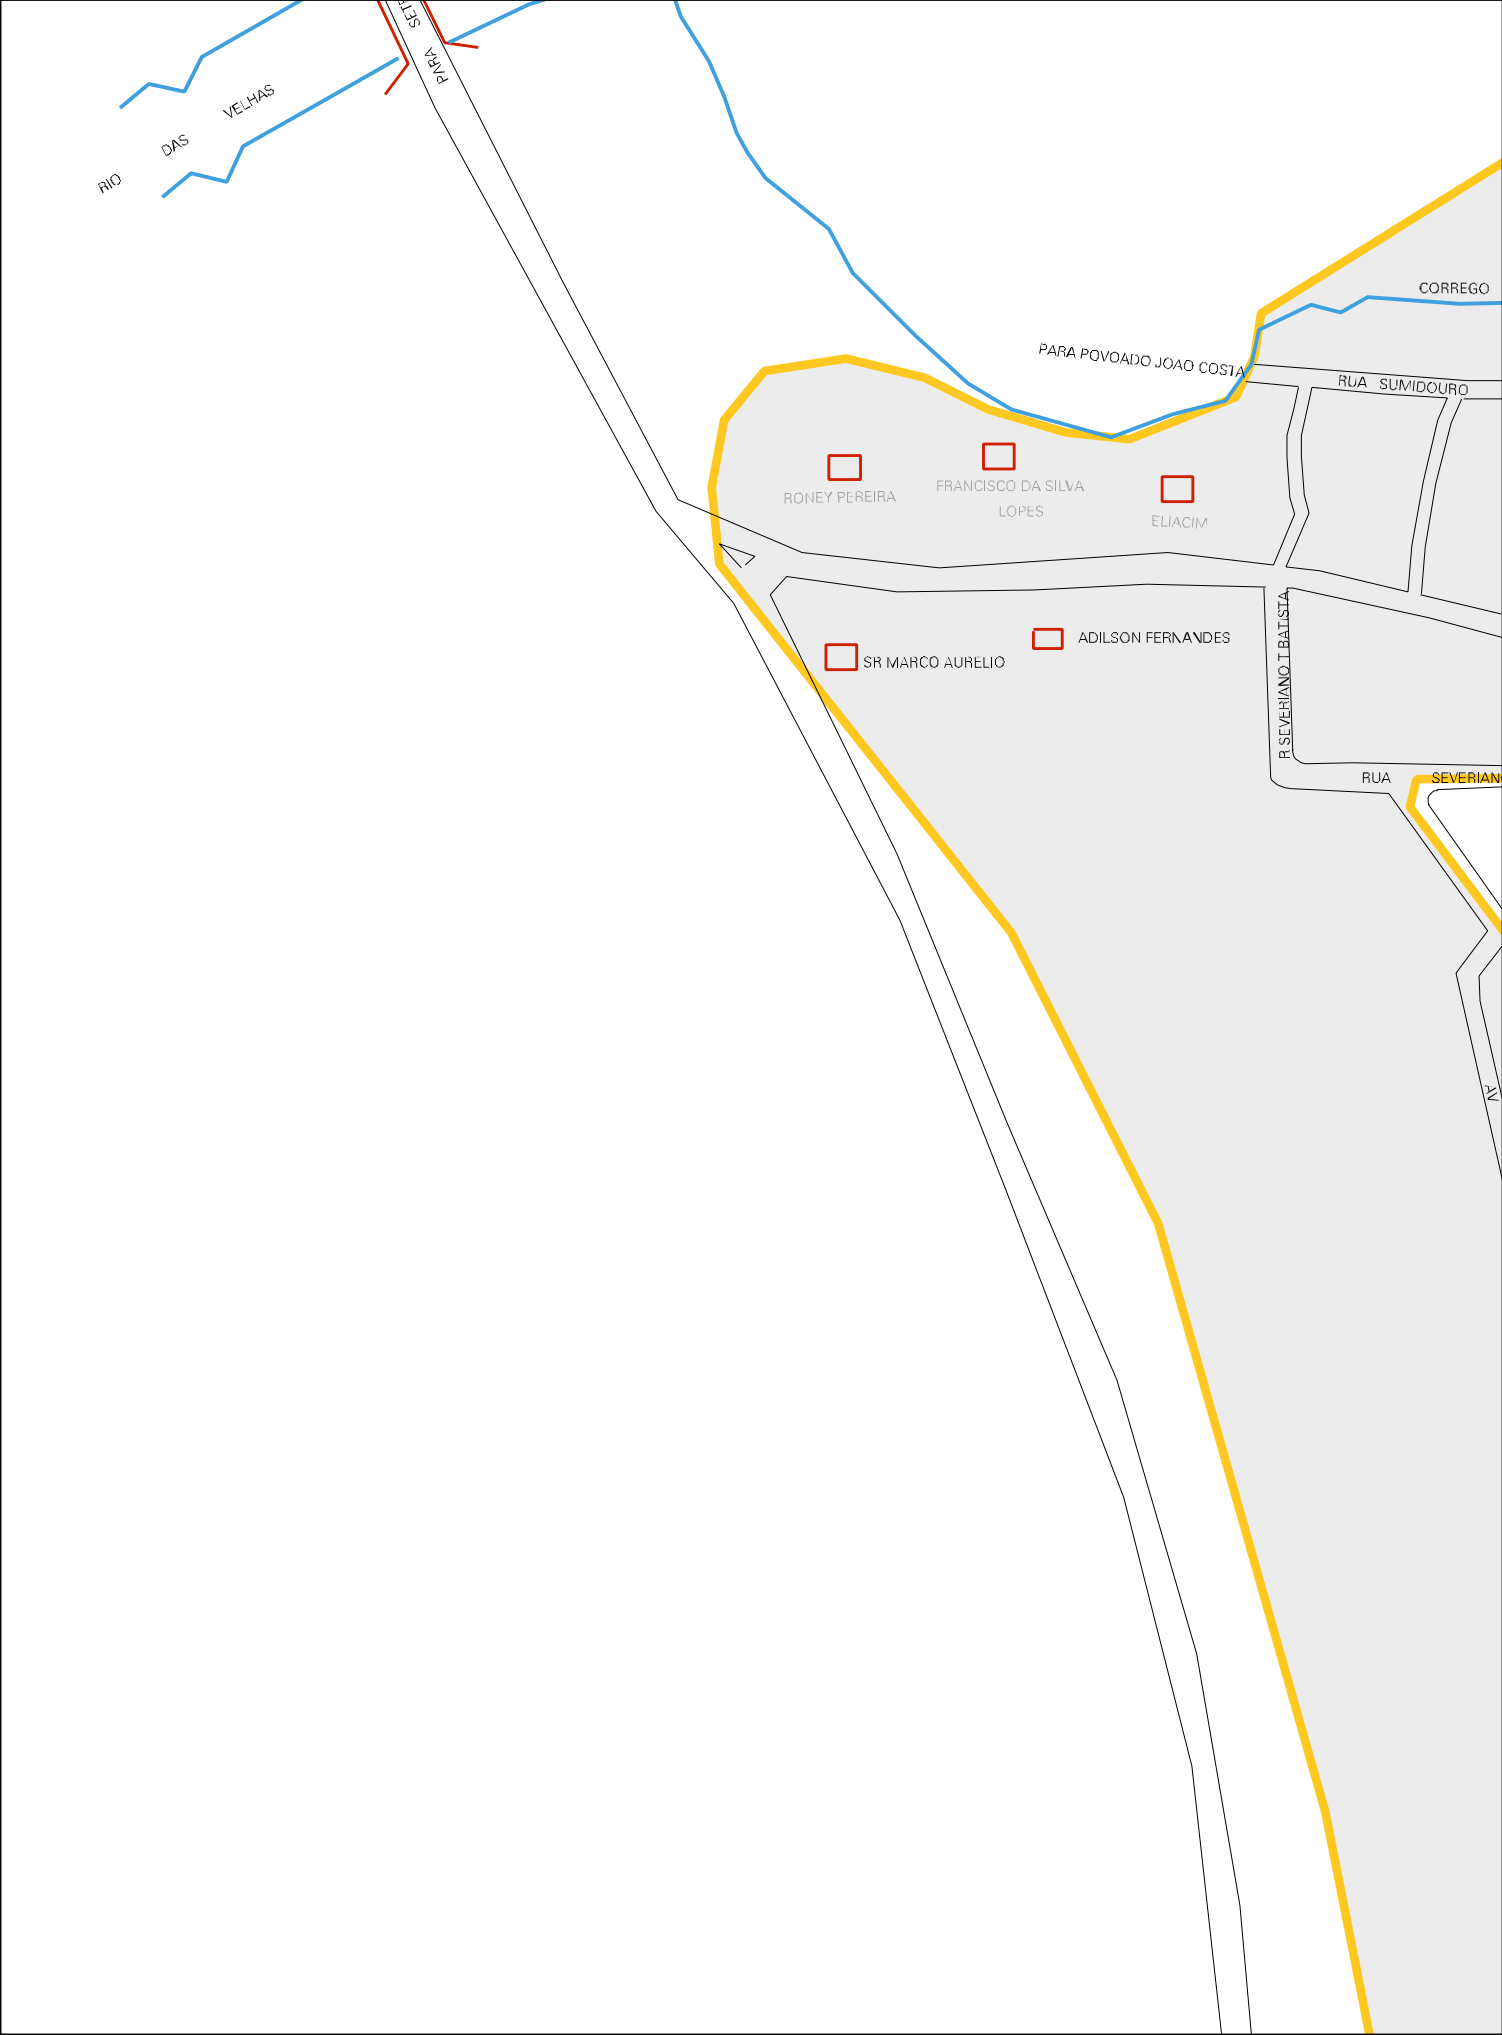 PARA
RIO DAS VELHAS
CORREGO
PARA POVOADO JOAO COSTA
RUA SUMIDOURO
RONEY PEREIRA
FRANCISCO DA SILVA
LOPES
ELIACIM
R SEVERIANO T BATISTA
ADILSON FERNANDES
SR MARCO AURELIO
RUA SEVERIANO
AV